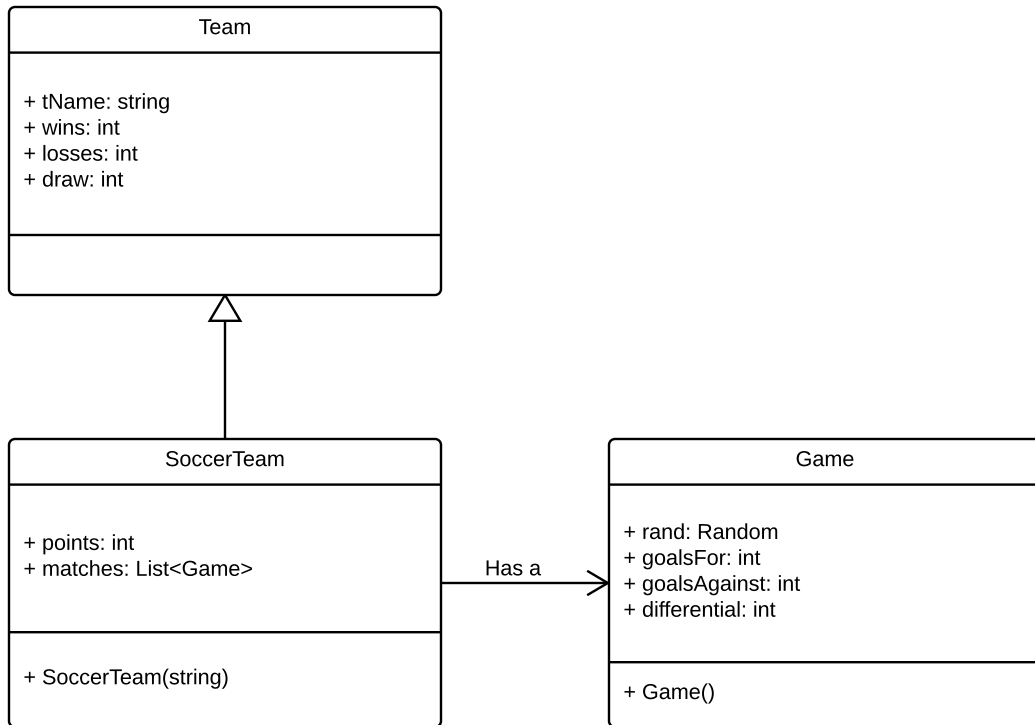 Team
+ tName: string
+ wins: int
+ losses: int
+ draw: int
SoccerTeam
+ points: int
+ matches: List<Game>
+ SoccerTeam(string)
Has a
Game
+ rand: Random
+ goalsFor: int
+ goalsAgainst: int
+ differential: int
+ Game()